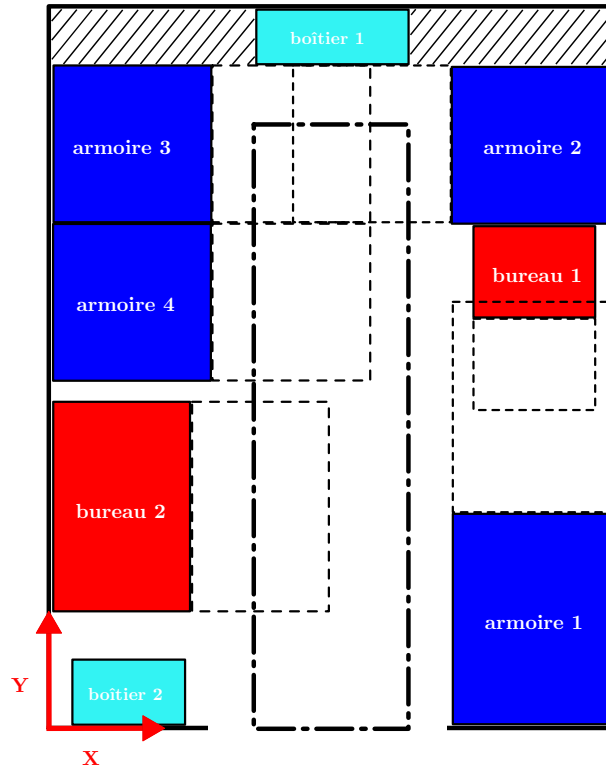 boîtier 1
armoire 3
armoire 2
bureau 1
armoire 4
bureau 2
armoire 1
Y
boîtier 2
X